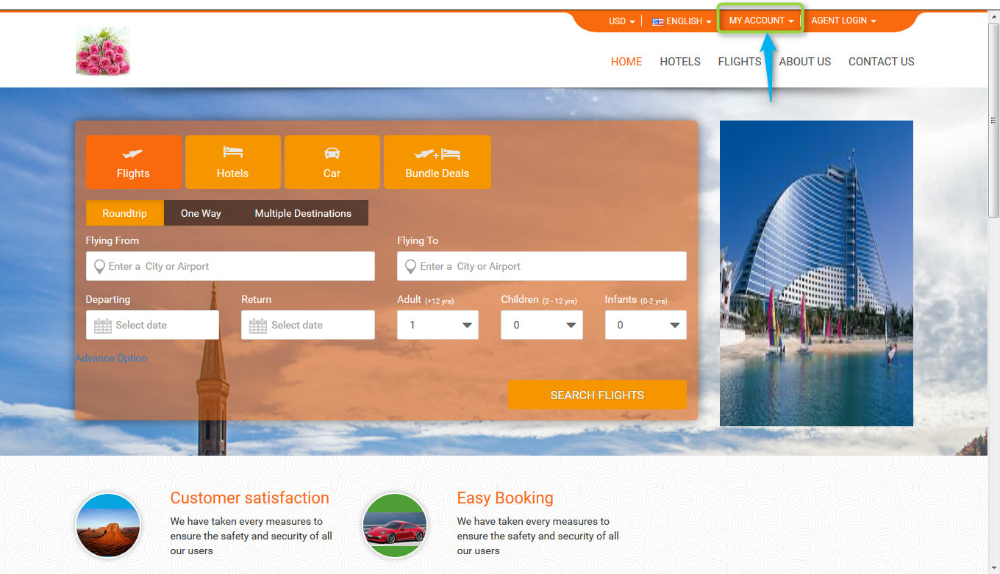 USD ENGLISH MY ACCOUNT AGENT LOGIN
HOME HOTELS FLIGHTS ABOUT US CONTACT US
Flights Hotels Car + Bundle Deals
Roundtrip One Way Multiple Destinations
Flying From Flying To
Enter a City or Airport Enter a City or Airport
Departing Return Adult (+12 yrs) Children (2 - 12 yrs) Infants (0-2 yrs)
Select date Select date 1 0 0
Advance Option
SEARCH FLIGHTS
Customer satisfaction
We have taken every measures to
ensure the safety and security of all
our users
Easy Booking
We have taken every measures to
ensure the safety and security of all
our users